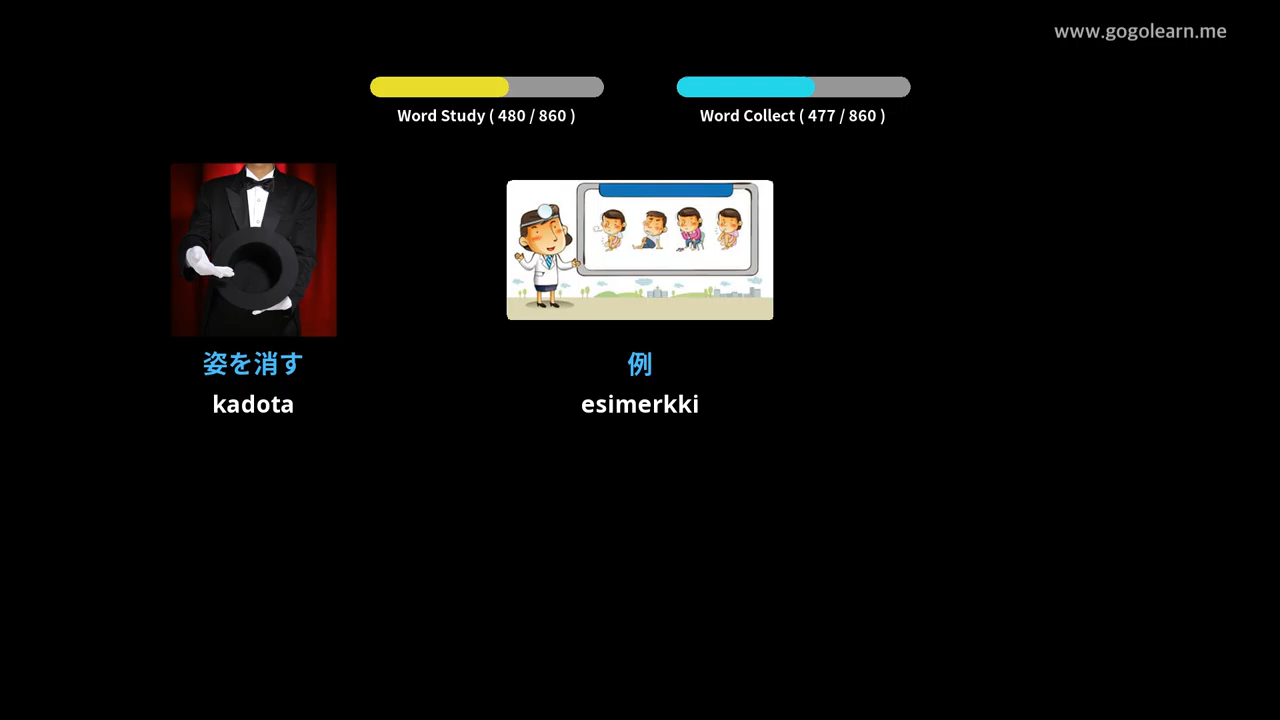 www.gogolearn.me
Word Study ( 480 / 860 )
Word Collect ( 477 / 860 )
姿を消す
kadota
例
esimerkki